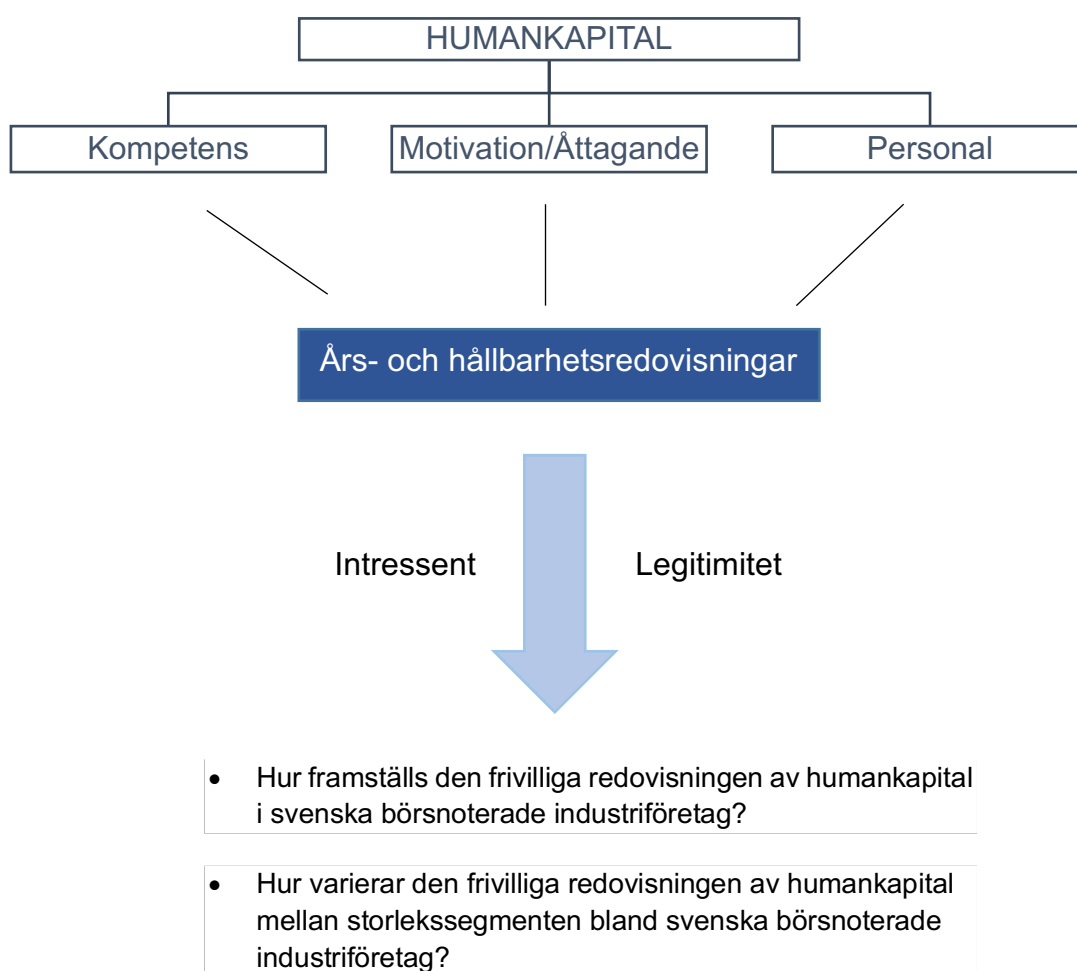 HUMANKAPITAL
Kompetens
Motivation/Åttagande
Personal
Års- och hållbarhetsredovisningar
Intressent
Legitimitet
• Hur framställs den frivilliga redovisningen av humankapital
i svenska börsnoterade industriföretag?
• Hur varierar den frivilliga redovisningen av humankapital
mellan storlekssegmenten bland svenska börsnoterade
industriföretag?